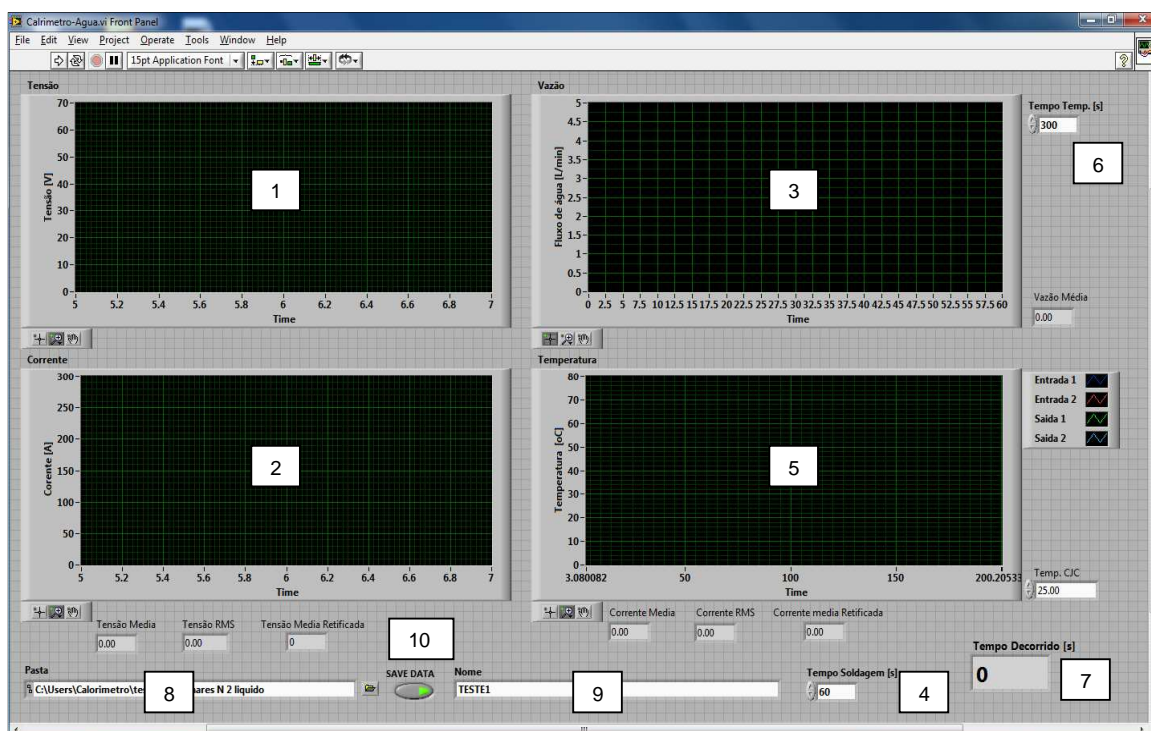 Calrimetro-Agua.vi Front Panel
File Edit View Project Operate Tools Window Help
15pt Application Font
Tensão
Tensão [V]
70
60
50
40
30
20
10
0
5 5.2 5.4 5.6 5.8 6 6.2 6.4 6.6 6.8 7
Time
1
Vazão
Fluxo de água [L/min]
5
4.5
4
3.5
3
2.5
2
1.5
1
0.5
0
0 2.5 5 7.5 10 12.5 15 17.5 20 22.5 25 27.5 30 32.5 35 37.5 40 42.5 45 47.5 50 52.5 55 57.5 60
Time
3
Tempo Temp. [s]
300
6
Vazão Média
0.00
Corrente
Corente [A]
300
250
200
150
100
50
0
5 5.2 5.4 5.6 5.8 6 6.2 6.4 6.6 6.8 7
Time
2
Temperatura
Temperatura [oC]
80
70
60
50
40
30
20
10
0
3.080082 50 100 150 200.20533
Time
5
Entrada 1
Entrada 2
Saida 1
Saida 2
Temp. CJC
25.00
Tensão Media
0.00
Tensão RMS
0.00
Tensão Media Retificada
0
10
Corrente Media
0.00
Corrente RMS
0.00
Corrente media Retificada
0.00
Tempo Decorrido [s]
0
7
Pasta
C:\Users\Calorimetro\te
8
nares N 2 liquido
SAVE DATA
Nome
TESTE1
9
Tempo Soldagem [s]
60
4